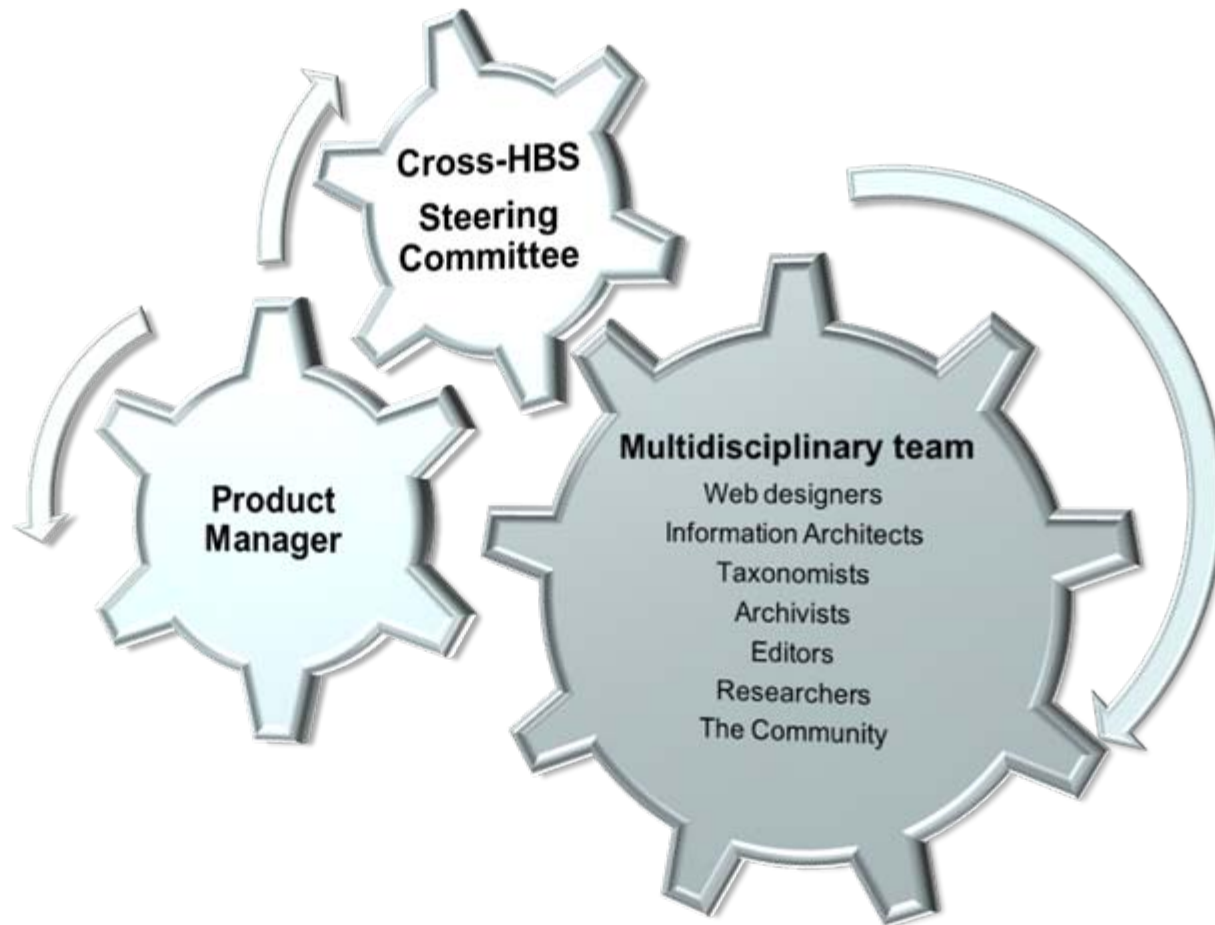 Cross-HBS
Steering
Committee
Product
Manager
Multidisciplinary team
Web designers
Information Architects
Taxonomists
Archivists
Editors
Researchers
The Community